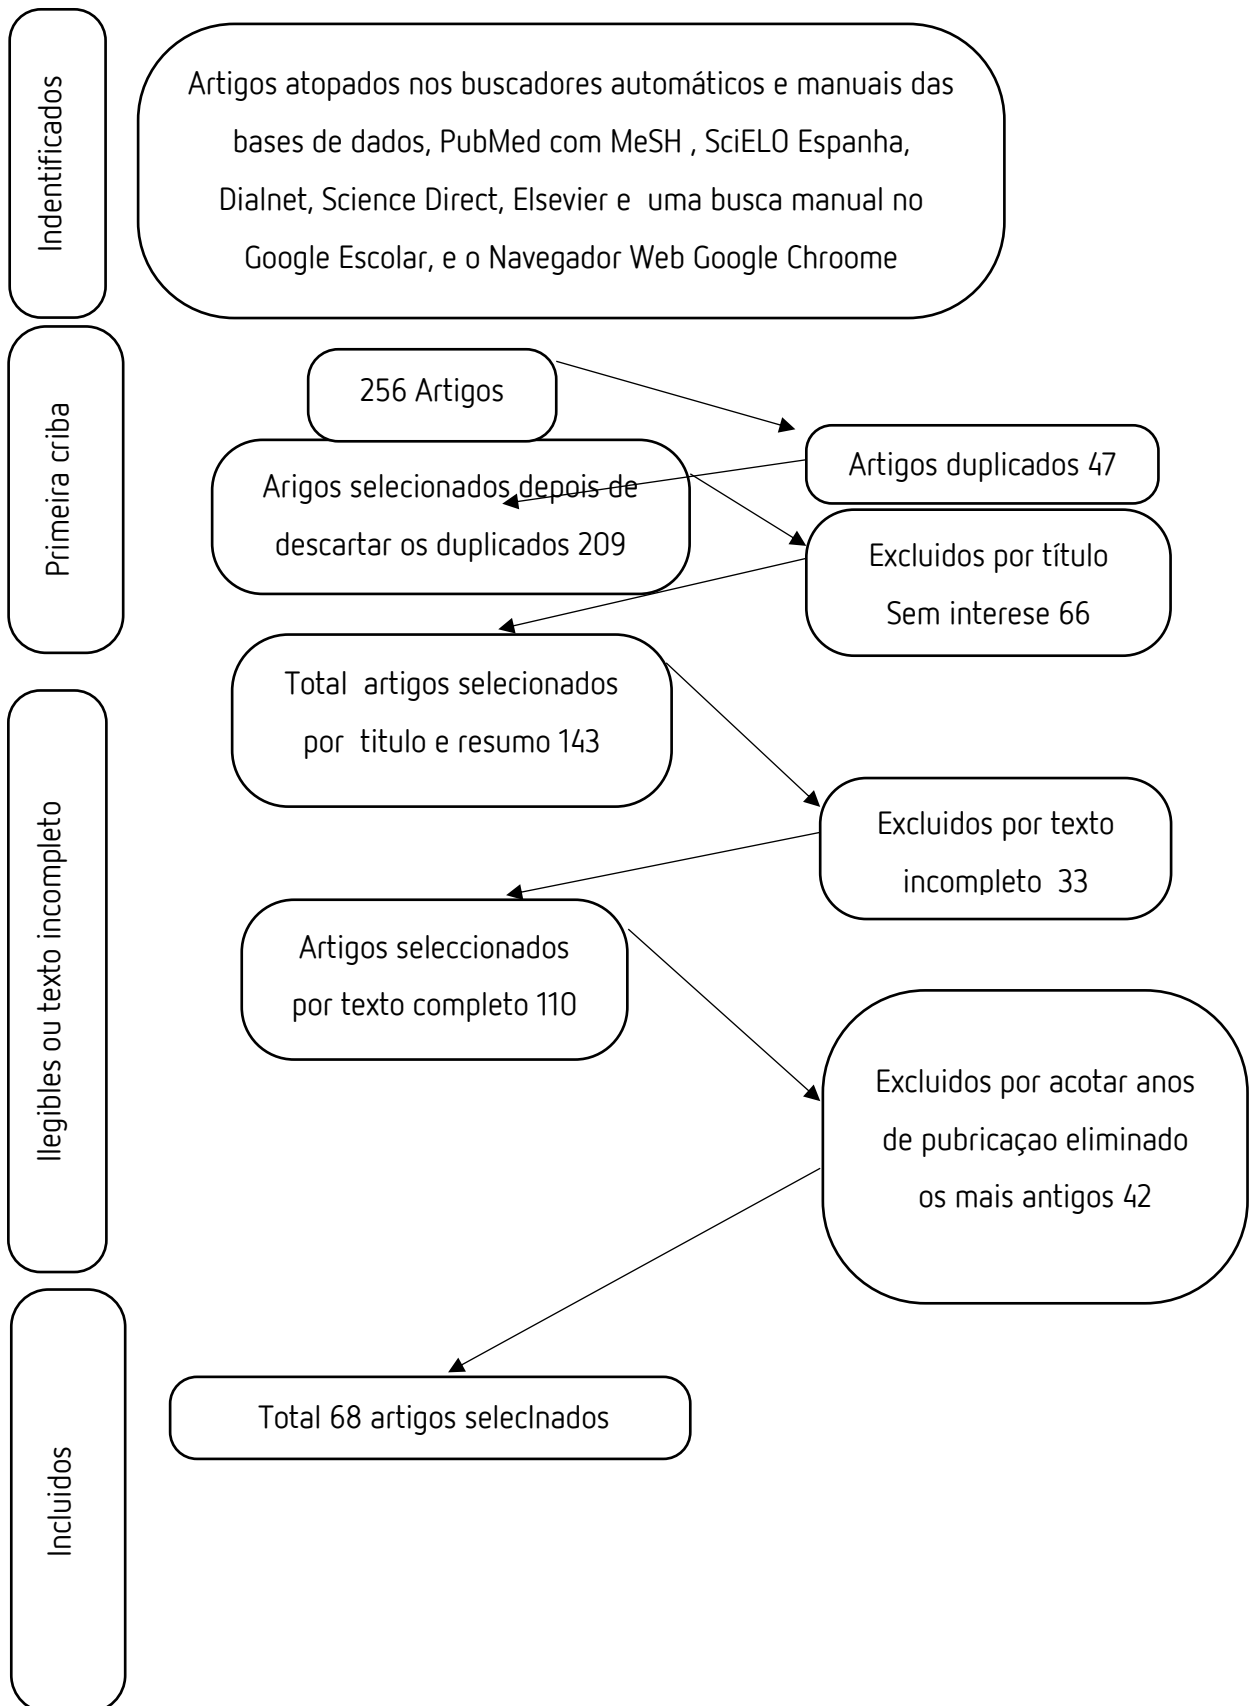 Indentificados
Artigos atopados nos buscadores automáticos e manuais das
bases de dados, PubMed com MeSH , SciELO Espanha,
Dialnet, Science Direct, Elsevier e  uma busca manual no
Google Escolar, e o Navegador Web Google Chroome
Primeira criba
256 Artigos
Artigos duplicados 47
Arigos selecionados depois de
descartar os duplicados 209
Excluidos por título
Sem interese 66
Total  artigos selecionados
por  titulo e resumo 143
Ilegibles ou texto incompleto
Excluidos por texto
incompleto  33
Artigos seleccionados
por texto completo 110
Excluidos por acotar anos
de pubricaçao eliminado
os mais antigos 42
Incluidos
Total 68 artigos seleclnados